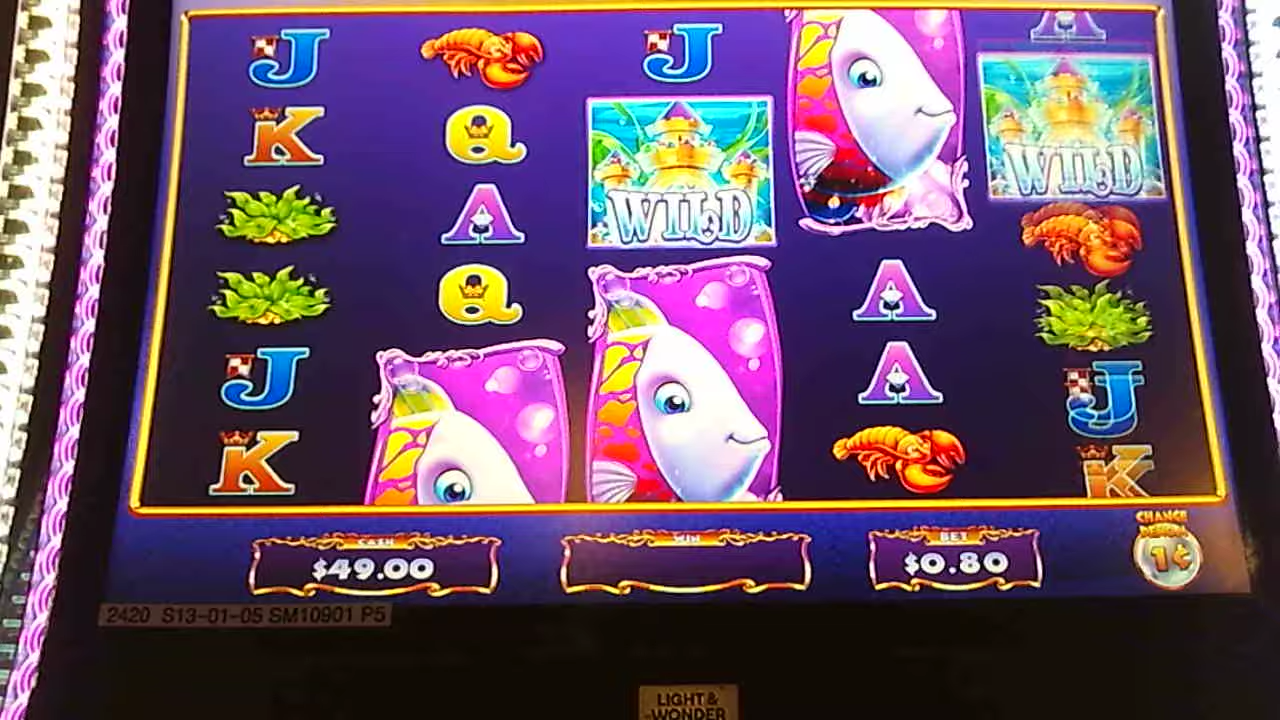 J J A
K Q WILD WILD
A WILD
Q A
J A J
K K
CASH WIN BET CHANGE
$49.00 $0.80 1¢
2420 S13-01-05 SM10901 P5
LIGHT &
WONDER